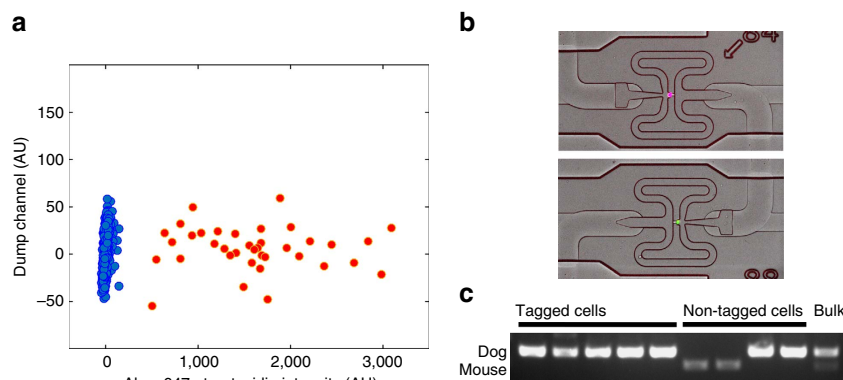 a
b
c
150
100
50
0
–50
Dump channel (AU)
0
1,000
2,000
3,000
Tagged cells
Non-tagged cells
Bulk
Dog
Mouse